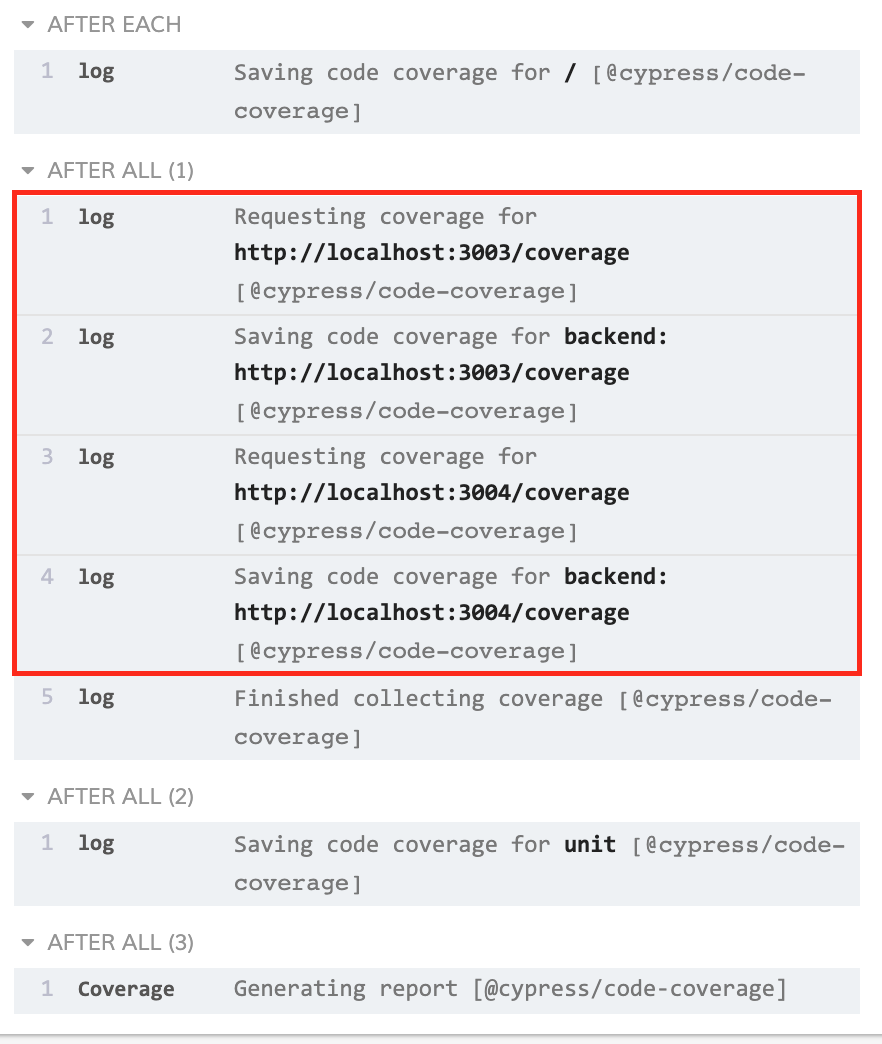 AFTER EACH
1 log Saving code coverage for / [@cypress/code-
coverage]
AFTER ALL (1)
1 log Requesting coverage for
http://localhost:3003/coverage
[@cypress/code-coverage]
2 log Saving code coverage for backend:
http://localhost:3003/coverage
[@cypress/code-coverage]
3 log Requesting coverage for
http://localhost:3004/coverage
[@cypress/code-coverage]
4 log Saving code coverage for backend:
http://localhost:3004/coverage
[@cypress/code-coverage]
5 log Finished collecting coverage [@cypress/code-
coverage]
AFTER ALL (2)
1 log Saving code coverage for unit [@cypress/code-
coverage]
AFTER ALL (3)
1 Coverage Generating report [@cypress/code-coverage]